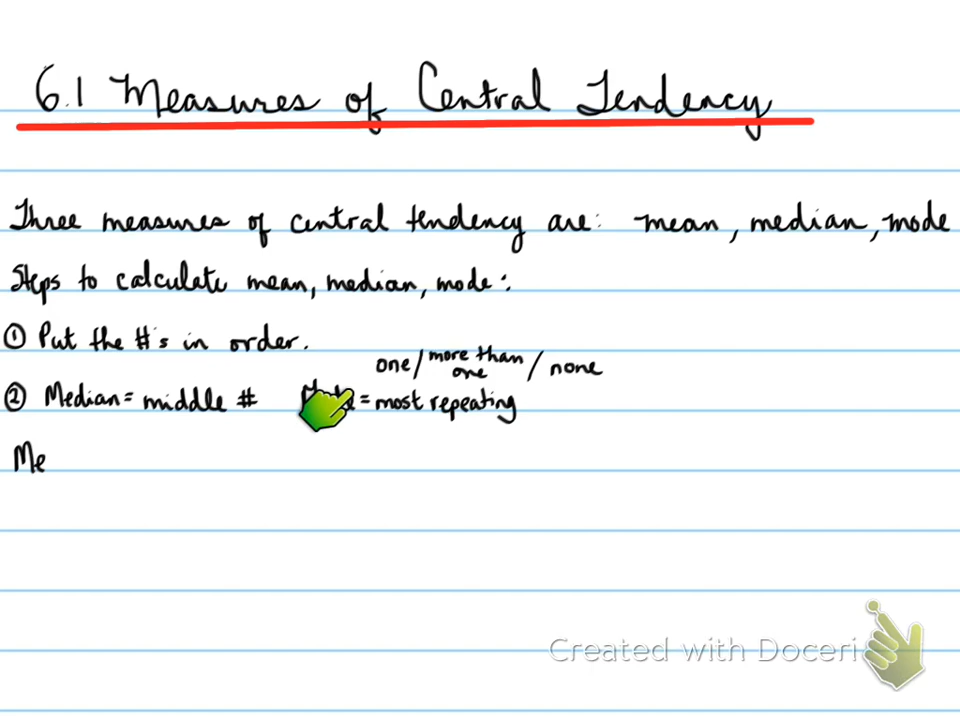 6.1 Measures of Central Tendency
Three measures of central tendency are: mean, median, mode
Steps to calculate mean, median, mode:
① Put the #'s in order.
one / more than one / none
② Median = middle # = most repeating
Me
Created with Doceri